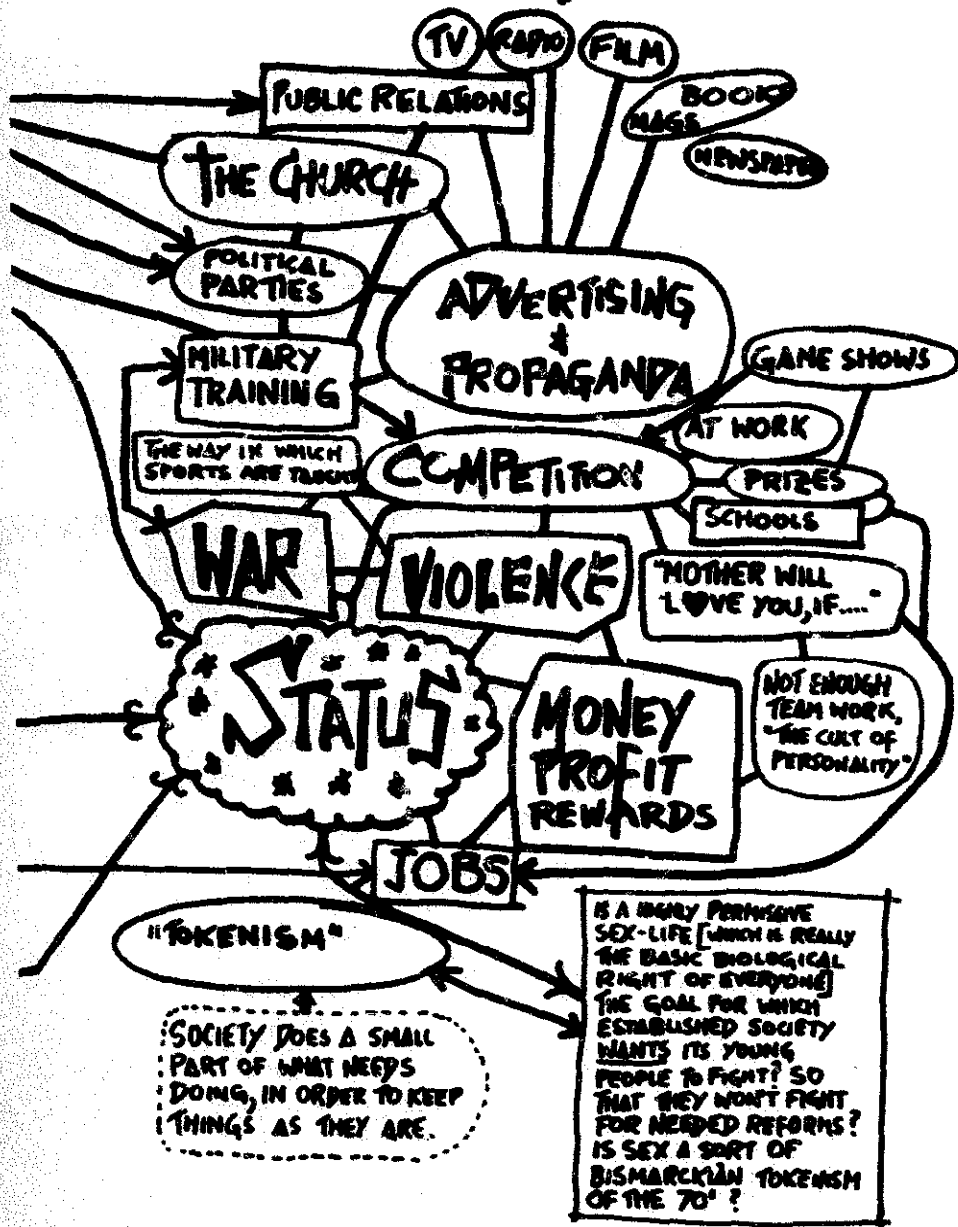 TV
RADIO
FILM
BOOKS
MAGS
NEWSPAPER
PUBLIC RELATIONS
THE CHURCH
POLITICAL
PARTIES
ADVERTISING
&
PROPAGANDA
MILITARY
TRAINING
GAME SHOWS
AT WORK
THE WAY IN WHICH
SPORTS ARE TAUGHT
COMPETITION
PRIZES
SCHOOLS
WAR
VIOLENCE
"MOTHER WILL
L♥VE YOU, IF...."
STATUS
MONEY
PROFIT
REWARDS
NOT ENOUGH
TEAM WORK,
"THE CULT OF
PERSONALITY"
JOBS
"TOKENISM"
SOCIETY DOES A SMALL
PART OF WHAT NEEDS
DOING, IN ORDER TO KEEP
THINGS AS THEY ARE.
IS A HIGHLY PERMISSIVE
SEX-LIFE [WHICH IS REALLY
THE BASIC BIOLOGICAL
RIGHT OF EVERYONE]
THE GOAL FOR WHICH
ESTABLISHED SOCIETY
WANTS ITS YOUNG
PEOPLE TO FIGHT? SO
THAT THEY WON'T FIGHT
FOR NEEDED REFORMS?
IS SEX A SORT OF
BISMARCKIAN TOKENISM
OF THE 70' ?